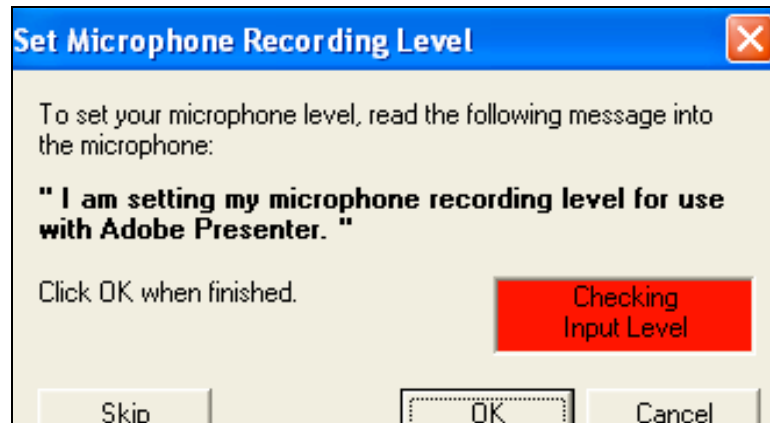 Set Microphone Recording Level
To set your microphone level, read the following message into
the microphone:
" I am setting my microphone recording level for use
with Adobe Presenter. "
Click OK when finished.
Checking
Input Level
Skip OK Cancel